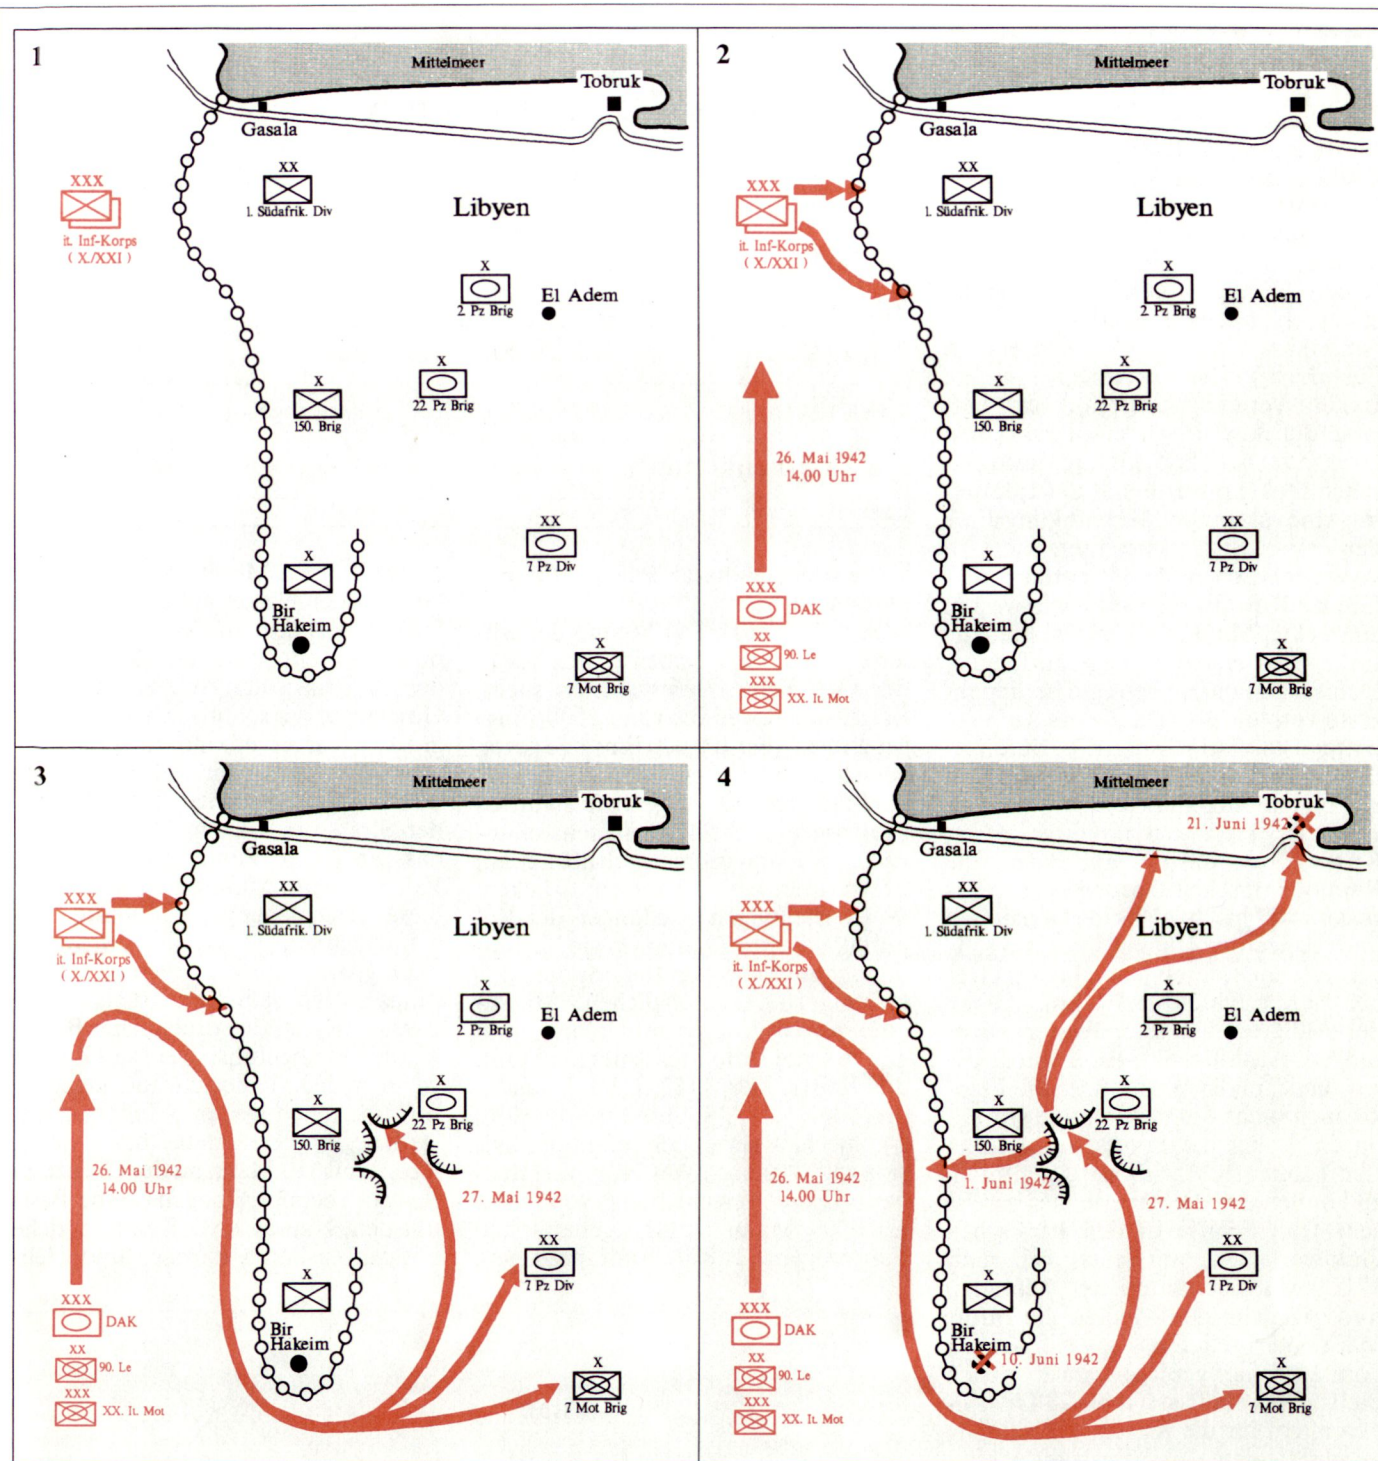 1
Mittelmeer
Tobruk
Gasala
XXX
it. Inf-Korps
( X./XXI )
XX
1. Südafrik. Div
Libyen
X
2. Pz Brig
El Adem
X
22. Pz Brig
X
150. Brig
XX
7 Pz Div
X
Bir
Hakeim
X
7 Mot Brig
2
Mittelmeer
Tobruk
Gasala
XXX
it. Inf-Korps
( X./XXI )
XX
1. Südafrik. Div
Libyen
X
2. Pz Brig
El Adem
X
22. Pz Brig
X
150. Brig
26. Mai 1942
14.00 Uhr
XX
7 Pz Div
X
XXX
DAK
Bir
Hakeim
XX
90. Le
XXX
XX. It. Mot
X
7 Mot Brig
3
Mittelmeer
Tobruk
Gasala
XXX
it. Inf-Korps
( X./XXI )
XX
1. Südafrik. Div
Libyen
X
2. Pz Brig
El Adem
X
22. Pz Brig
X
150. Brig
26. Mai 1942
14.00 Uhr
27. Mai 1942
XX
7 Pz Div
X
XXX
DAK
Bir
Hakeim
XX
90. Le
XXX
XX. It. Mot
X
7 Mot Brig
4
Mittelmeer
Tobruk
21. Juni 1942
Gasala
XXX
it. Inf-Korps
( X./XXI )
XX
1. Südafrik. Div
Libyen
X
2. Pz Brig
El Adem
X
22. Pz Brig
X
150. Brig
26. Mai 1942
14.00 Uhr
1. Juni 1942
27. Mai 1942
XX
7 Pz Div
X
XXX
DAK
Bir
Hakeim
10. Juni 1942
XX
90. Le
XXX
XX. It. Mot
X
7 Mot Brig